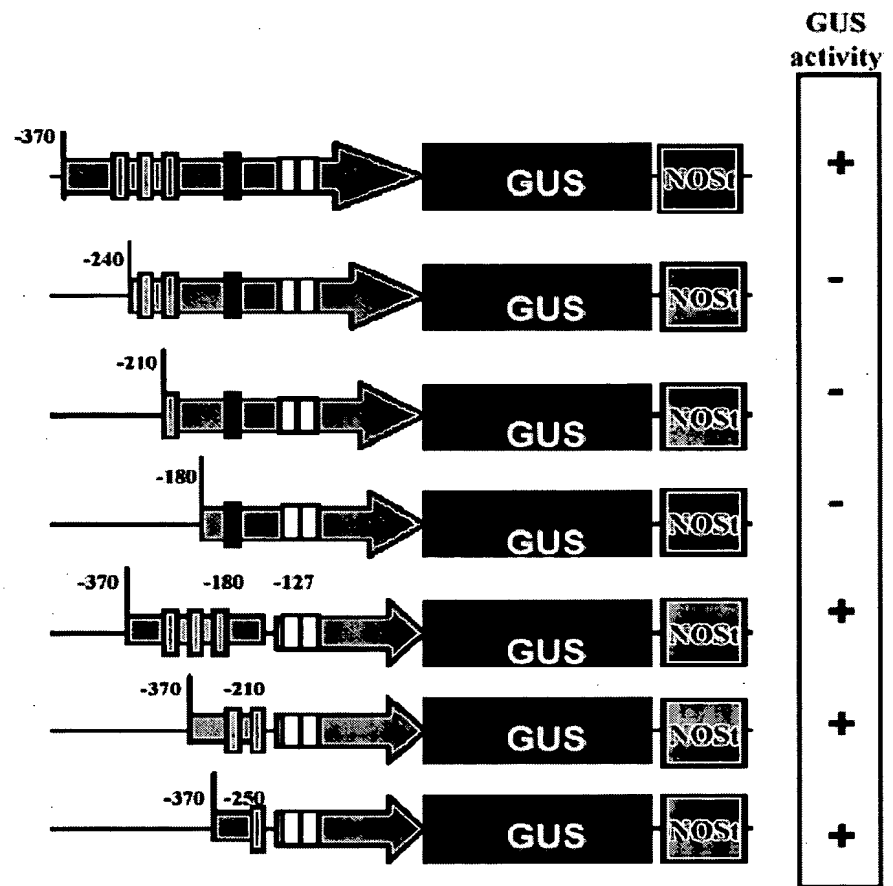 GUS
activity
-370
GUS
NOSt
+
-240
GUS
NOSt
-
-210
GUS
NOSt
-
-180
GUS
NOSt
-
-370 -180 -127
GUS
NOSt
+
-370 -210
GUS
NOSt
+
-370 -250
GUS
NOSt
+